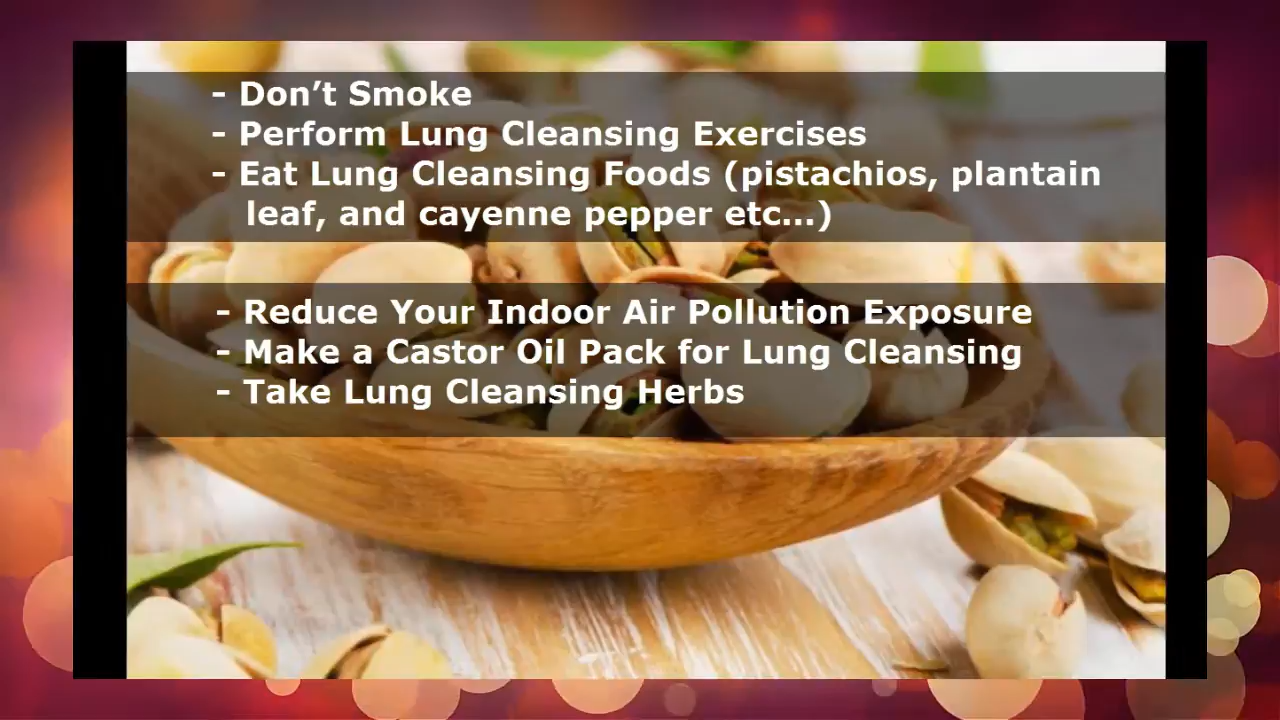 - Don’t Smoke
- Perform Lung Cleansing Exercises
- Eat Lung Cleansing Foods (pistachios, plantain
leaf, and cayenne pepper etc...)
- Reduce Your Indoor Air Pollution Exposure
- Make a Castor Oil Pack for Lung Cleansing
- Take Lung Cleansing Herbs